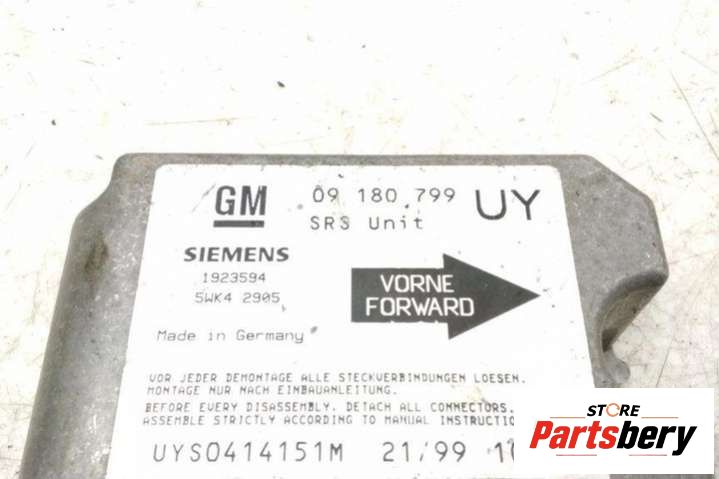 GM 09 180 799 UY
SRS Unit
SIEMENS
1923594
5WK4 2905
VORNE
FORWARD
Made in Germany
VOR JEDER DEMONTAGE ALLE STECKVERBINDUNGEN LOESEN.
MONTAGE NUR NACH EINBAUANLEITUNG.
BEFORE EVERY DISASSEMBLY. DETACH ALL CONNECTORS.
ASSEMBLE STRICTLY ACCORDING TO MANUAL
UYS0414151M 21/99
STORE
Partsbery